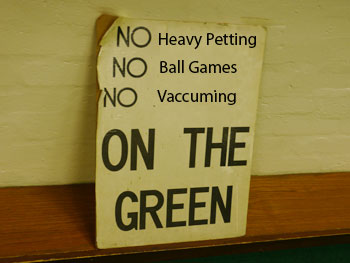 NO Heavy Petting
NO Ball Games
NO Vaccuming
ON THE
GREEN